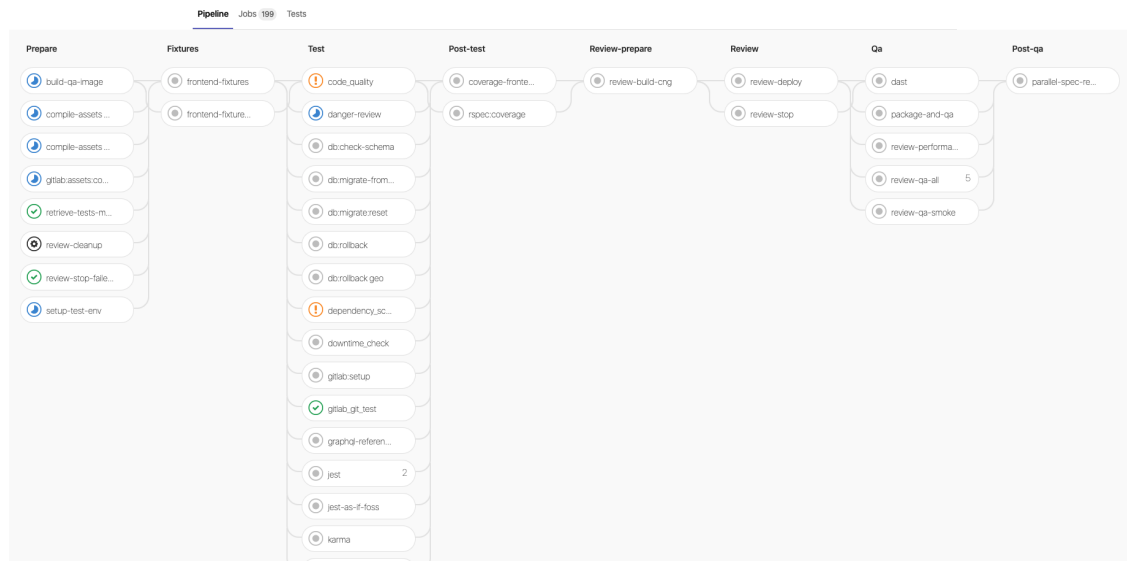 Pipeline Jobs 199 Tests
Prepare
build-qa-image
compile-assets ...
compile-assets ...
gitlab:assets:co...
retrieve-tests-m...
review-cleanup
review-stop-faile...
setup-test-env
Fixtures
frontend-fixtures
frontend-fixture...
Test
code_quality
danger-review
db:check-schema
db:migrate-from...
db:migrate:reset
db:rollback
db:rollback geo
dependency_sc...
downtime_check
gitlab:setup
gitlab_git_test
graphql-referen...
jest 2
jest-as-if-foss
karma
Post-test
coverage-fronte...
rspec:coverage
Review-prepare
review-build-cng
Review
review-deploy
review-stop
Qa
dast
package-and-qa
review-performa...
review-qa-all 5
review-qa-smoke
Post-qa
parallel-spec-re...